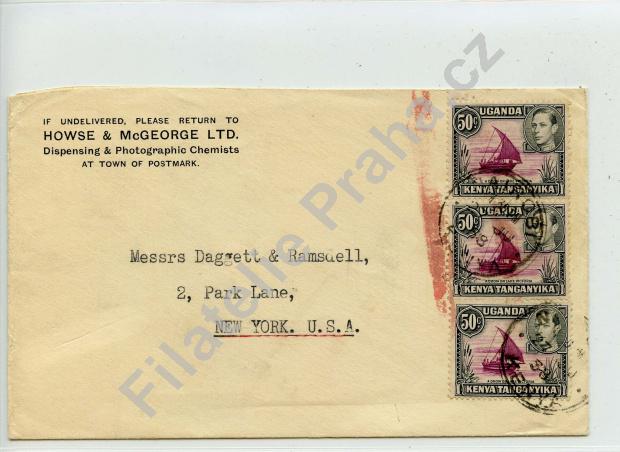 IF UNDELIVERED, PLEASE RETURN TO
HOWSE & McGEORGE LTD.
Dispensing & Photographic Chemists
AT TOWN OF POSTMARK.
Messrs Daggett & Ramsdell,
2, Park Lane,
NEW YORK. U.S.A.
UGANDA
50c
KENYA TANGANYIKA
UGANDA
50c
KENYA TANGANYIKA
UGANDA
50c
KENYA TANGANYIKA
Filatelie Praha.cz